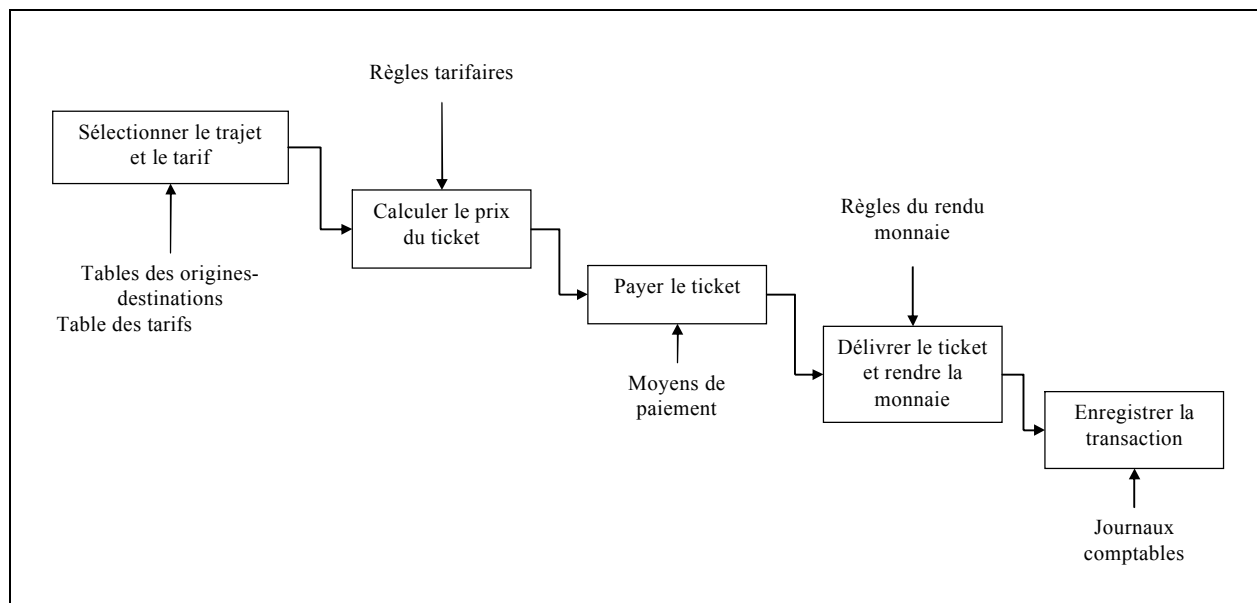 Règles tarifaires
Sélectionner le trajet
et le tarif
Calculer le prix
du ticket
Règles du rendu
monnaie
Tables des origines-
destinations
Table des tarifs
Payer le ticket
Délivrer le ticket
et rendre la
monnaie
Moyens de
paiement
Enregistrer la
transaction
Journaux
comptables